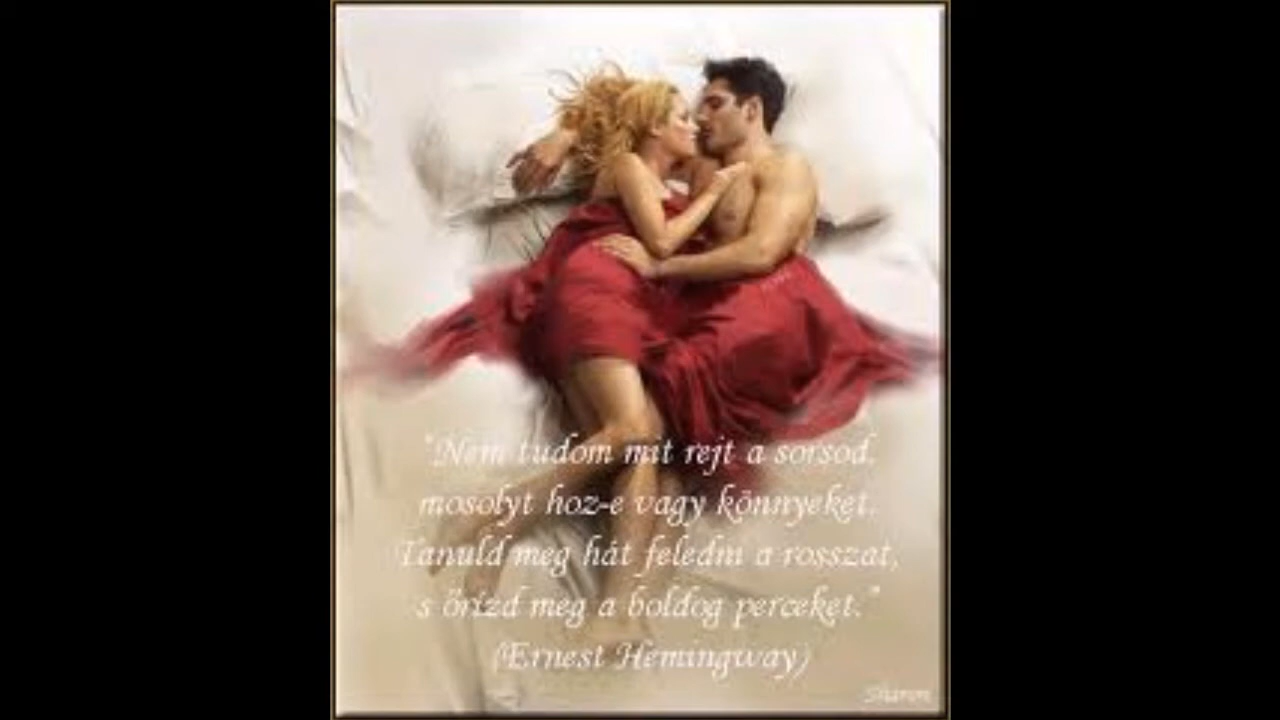 "Nem tudom mit rejt a sorsod,
mosolyt hoz-e vagy könnyeket.
Tanuld meg hát feledni a rosszat,
s őrizd meg a boldog perceket."
(Ernest Hemingway)